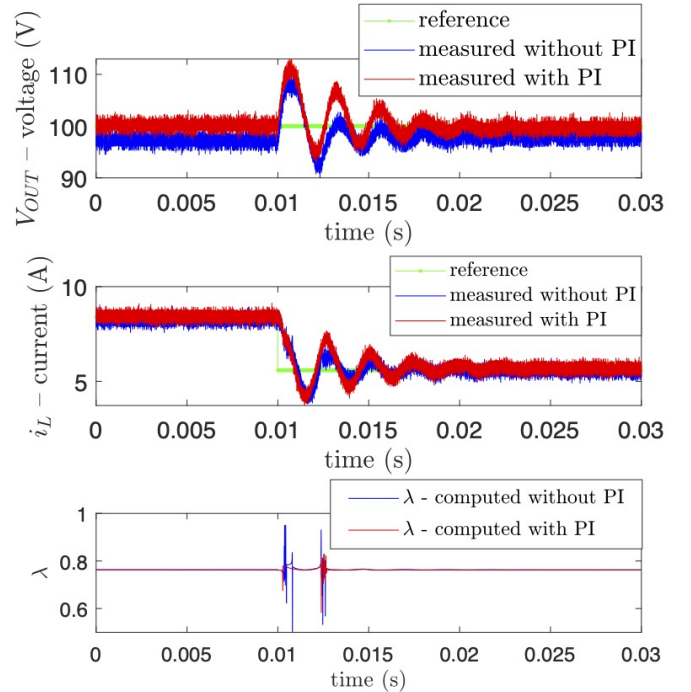 reference
measured without PI
measured with PI
V_OUT – voltage (V)
110
100
90
0 0.005 0.01 0.015 0.02 0.025 0.03
time (s)
reference
measured without PI
measured with PI
i_L – current (A)
10
5
0 0.005 0.01 0.015 0.02 0.025 0.03
time (s)
λ - computed without PI
λ - computed with PI
λ
1
0.8
0.6
0 0.005 0.01 0.015 0.02 0.025 0.03
time (s)